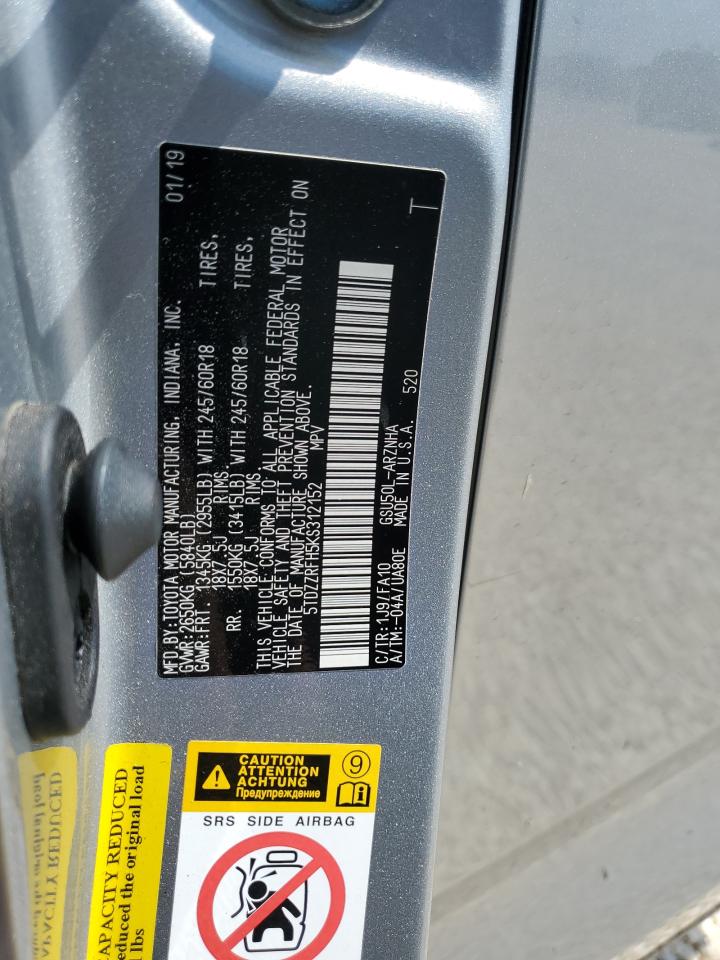 MFD BY:TOYOTA MOTOR MANUFACTURING, INDIANA, INC. 01/19
GVWR:2650KG (5840LB)
GAWR:FRT. 1345KG (2955LB) WITH 245/60R18 TIRES,
18X7.5J RIMS,
RR. 1550KG (3415LB) WITH 245/60R18 TIRES,
18X7.5J RIMS,
THIS VEHICLE CONFORMS TO ALL APPLICABLE FEDERAL MOTOR
VEHICLE SAFETY AND THEFT PREVENTION STANDARDS IN EFFECT ON
THE DATE OF MANUFACTURE SHOWN ABOVE.
5TDZZRFH5KS312152 MPV
C/TR:1J9/FA10 GSU50L-ARZNHA
A/TM:-04A/UA80E MADE IN U.S.A. 520
T
CAUTION
ATTENTION
ACHTUNG
Предупреждение
9
SRS SIDE AIRBAG
CAPACITY REDUCED
reduced the original load
lbs
REDUCED